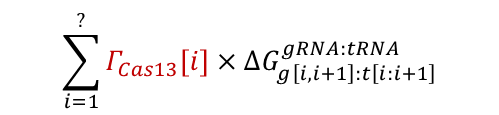 ?
∑ Γ_{Cas13}[i] × ΔG^{gRNA:tRNA}_{g[i,i+1]:t[i:i+1]}
i=1